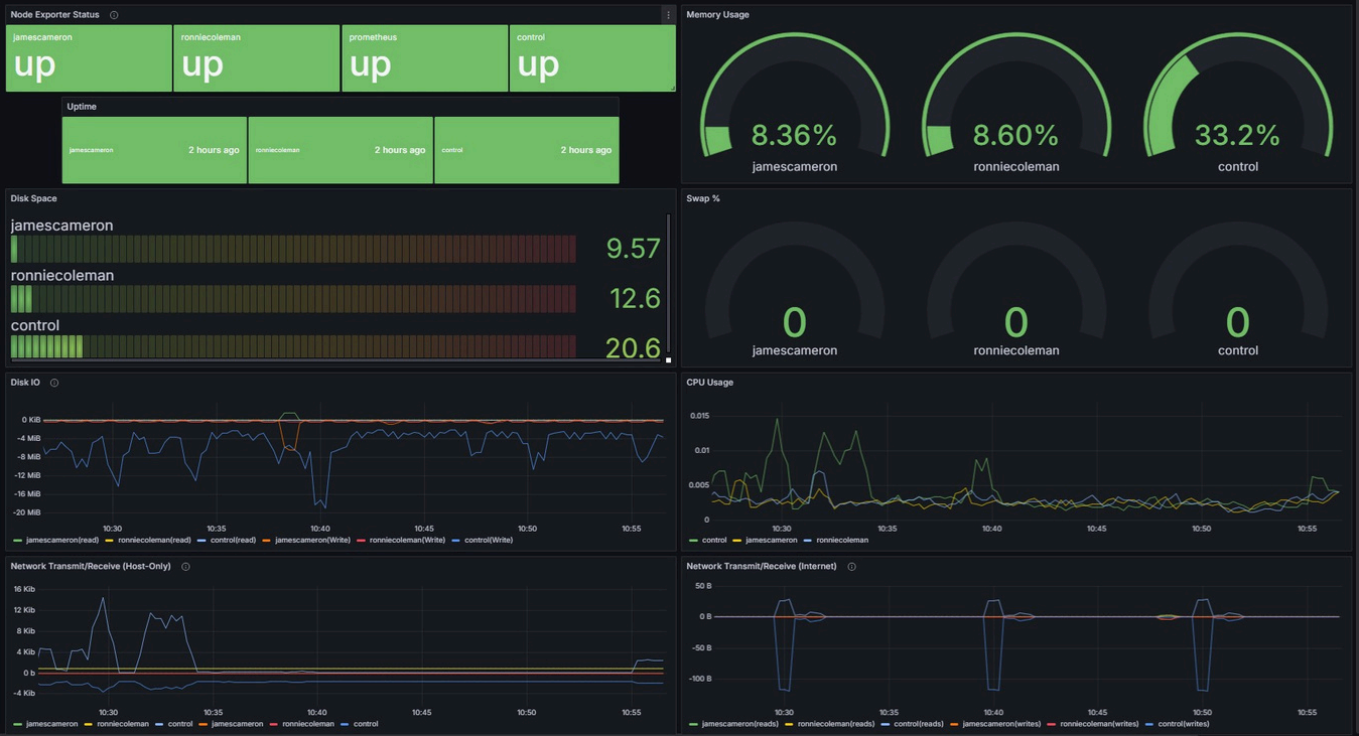 Node Exporter Status
jamescameron
up
ronniecoleman
up
prometheus
up
control
up
Uptime
jamescameron 2 hours ago
ronniecoleman 2 hours ago
control 2 hours ago
Memory Usage
8.36%
jamescameron
8.60%
ronniecoleman
33.2%
control
Disk Space
jamescameron
9.57
ronniecoleman
12.6
control
20.6
Swap %
0
jamescameron
0
ronniecoleman
0
control
Disk IO
0 KiB
-4 MiB
-8 MiB
-12 MiB
-16 MiB
-20 MiB
10:30 10:35 10:40 10:45 10:50 10:55
jamescameron(read) ronniecoleman(read) control(read) jamescameron(Write) ronniecoleman(Write) control(Write)
CPU Usage
0.015
0.01
0.005
0
10:30 10:35 10:40 10:45 10:50 10:55
control jamescameron ronniecoleman
Network Transmit/Receive (Host-Only)
16 Kib
12 Kib
8 Kib
4 Kib
0 b
-4 Kib
10:30 10:35 10:40 10:45 10:50 10:55
jamescameron ronniecoleman control jamescameron ronniecoleman control
Network Transmit/Receive (Internet)
50 B
0 B
-50 B
-100 B
10:30 10:35 10:40 10:45 10:50 10:55
jamescameron(reads) ronniecoleman(reads) control(reads) jamescameron(writes) ronniecoleman(writes) control(writes)